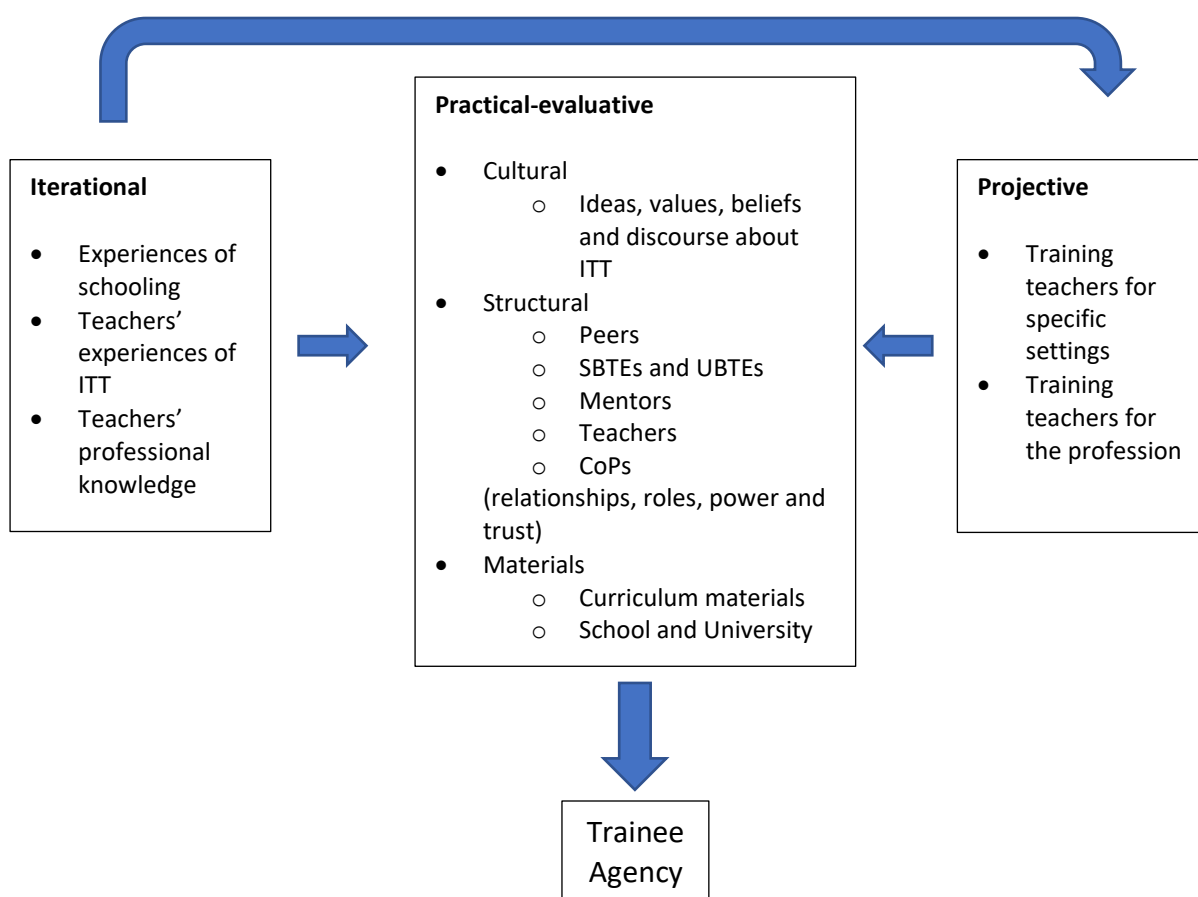 Iterational
• Experiences of
schooling
• Teachers’
experiences of
ITT
• Teachers’
professional
knowledge
Practical-evaluative
• Cultural
o Ideas, values, beliefs
and discourse about
ITT
• Structural
o Peers
o SBTEs and UBTEs
o Mentors
o Teachers
o CoPs
(relationships, roles, power and
trust)
• Materials
o Curriculum materials
o School and University
Projective
• Training
teachers for
specific
settings
• Training
teachers for
the profession
Trainee
Agency